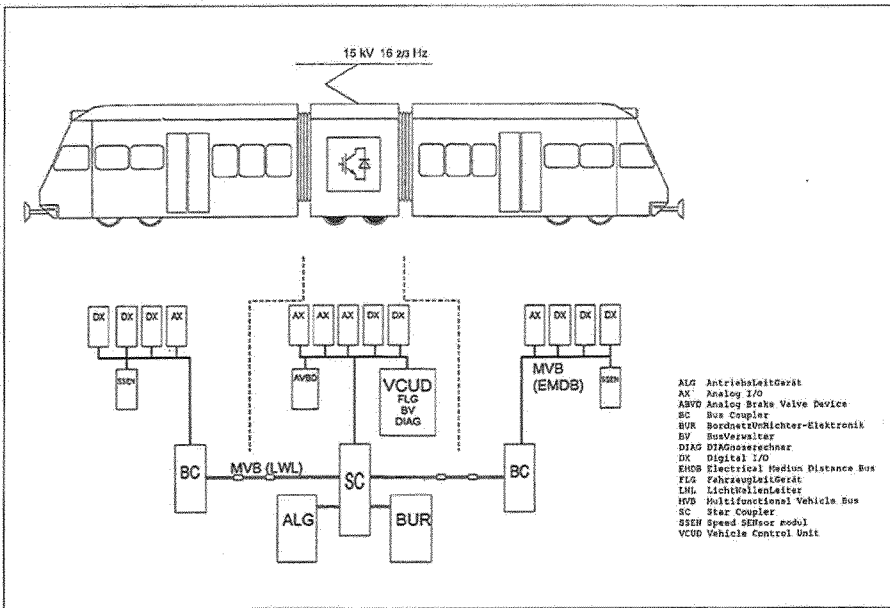 15 kV 16 2/3 Hz
DX DX DX AX
SSEN
AX AX AX DX DX
AVBD
VCUD
FLG
BV
DIAG
AX DX DX DX
MVB
(EMDB)
SSEN
BC
MVB (LWL)
SC
BC
ALG
BUR
ALG AntriebsLeitGerät
AX Analog I/O
ABVD Analog Brake Valve Device
BC Bus Coupler
BUR BordnetzUmRichter-Elektronik
BV BusVerwalter
DIAG DIAGnoserechner
DX Digital I/O
EMDB Electrical Medium Distance Bus
FLG FahrzeugLeitGerät
LWL LichtWellenLeiter
MVB Multifunctional Vehicle Bus
SC Star Coupler
SSEN Speed SENsor modul
VCUD Vehicle Control Unit